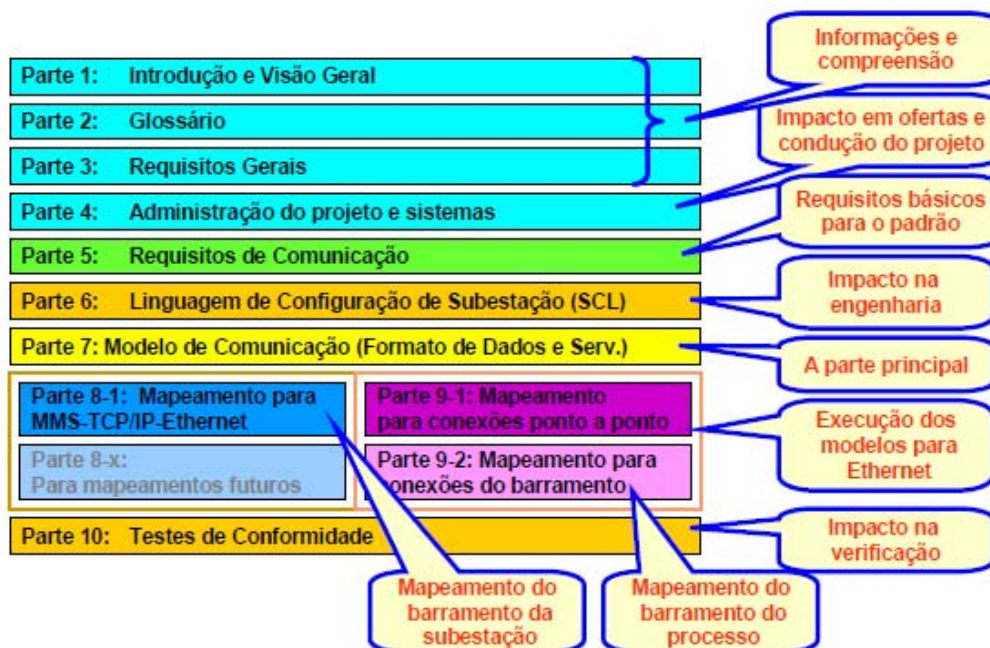 Informações e
compreensão
Parte 1: Introdução e Visão Geral
Parte 2: Glossário
Impacto em ofertas e
condução do projeto
Parte 3: Requisitos Gerais
Parte 4: Administração do projeto e sistemas
Requisitos básicos
para o padrão
Parte 5: Requisitos de Comunicação
Parte 6: Linguagem de Configuração de Subestação (SCL)
Impacto na
engenharia
Parte 7: Modelo de Comunicação (Formato de Dados e Serv.)
A parte principal
Parte 8-1: Mapeamento para
MMS-TCP/IP-Ethernet
Parte 9-1: Mapeamento
para conexões ponto a ponto
Execução dos
modelos para
Ethernet
Parte 8-x:
Para mapeamentos futuros
Parte 9-2: Mapeamento para
conexões do barramento
Parte 10: Testes de Conformidade
Impacto na
verificação
Mapeamento do
barramento da
subestação
Mapeamento do
barramento do
processo